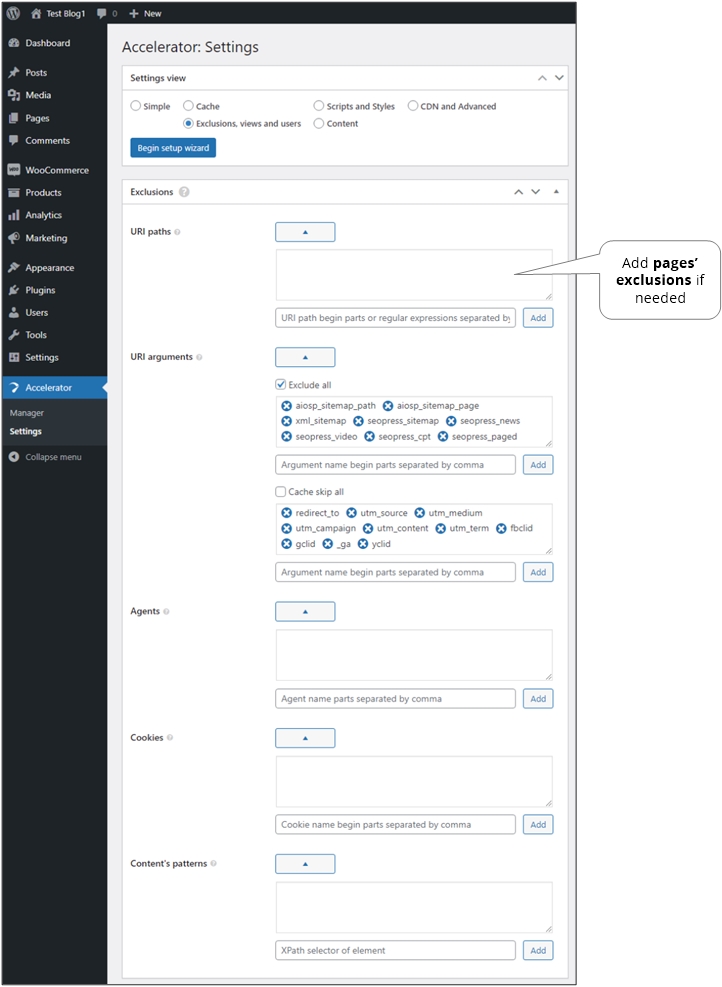 Test Blog1 0 New
Dashboard
Posts
Media
Pages
Comments
WooCommerce
Products
Analytics
Marketing
Appearance
Plugins
Users
Tools
Settings
Accelerator
Manager
Settings
Collapse menu
Accelerator: Settings
Settings view
Simple Cache Scripts and Styles CDN and Advanced
Exclusions, views and users Content
Begin setup wizard
Exclusions ?
URI paths ?
URI path begin parts or regular expressions separated by Add
Add pages’
exclusions if
needed
URI arguments ?
Exclude all
aiosp_sitemap_path aiosp_sitemap_page
xml_sitemap seopress_sitemap seopress_news
seopress_video seopress_cpt seopress_paged
Argument name begin parts separated by comma Add
Cache skip all
redirect_to utm_source utm_medium
utm_campaign utm_content utm_term fbclid
gclid _ga yclid
Argument name begin parts separated by comma Add
Agents ?
Agent name parts separated by comma Add
Cookies ?
Cookie name begin parts separated by comma Add
Content's patterns ?
XPath selector of element Add